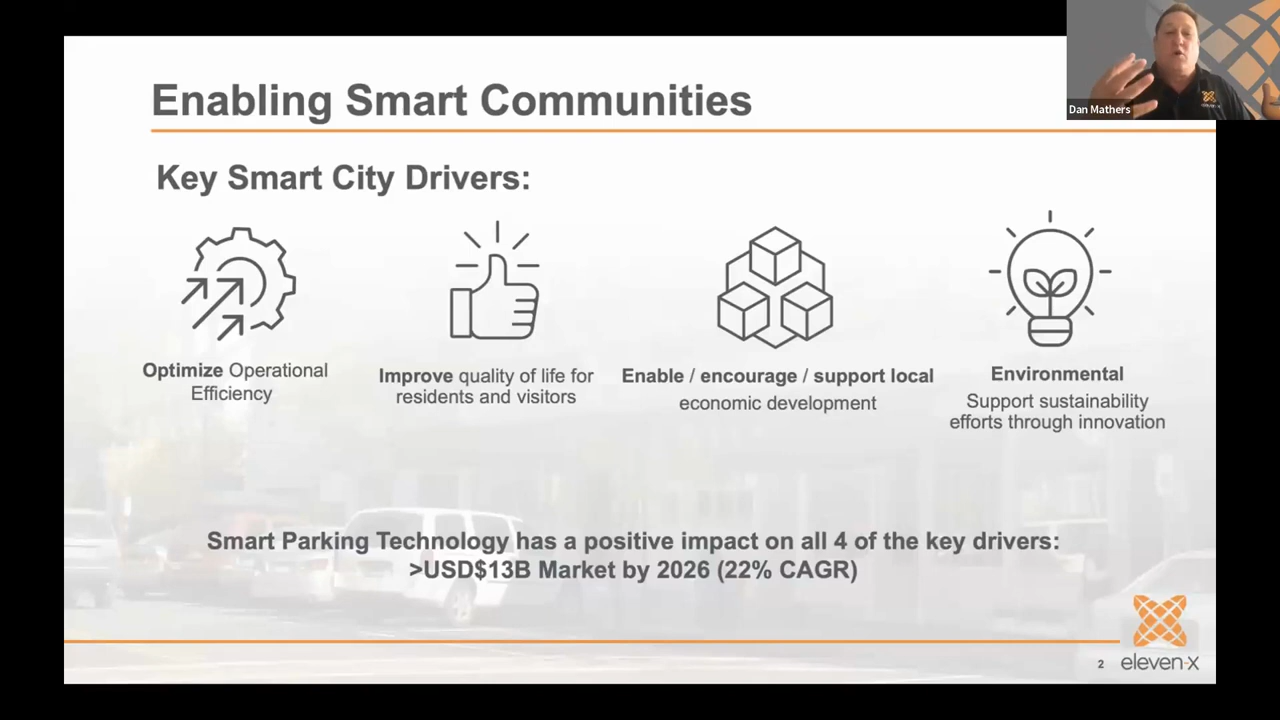 Enabling Smart Communities
Dan Mathers
Key Smart City Drivers:
Optimize Operational
Efficiency
Improve quality of life for
residents and visitors
Enable / encourage / support local
economic development
Environmental
Support sustainability
efforts through innovation
Smart Parking Technology has a positive impact on all 4 of the key drivers:
>USD$13B Market by 2026 (22% CAGR)
2
eleven-x